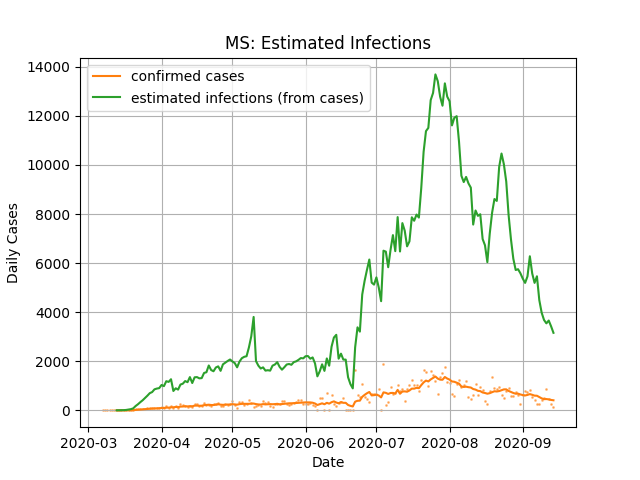 MS: Estimated Infections
confirmed cases
estimated infections (from cases)
14000
12000
10000
8000
6000
4000
2000
0
Daily Cases
2020-03 2020-04 2020-05 2020-06 2020-07 2020-08 2020-09
Date